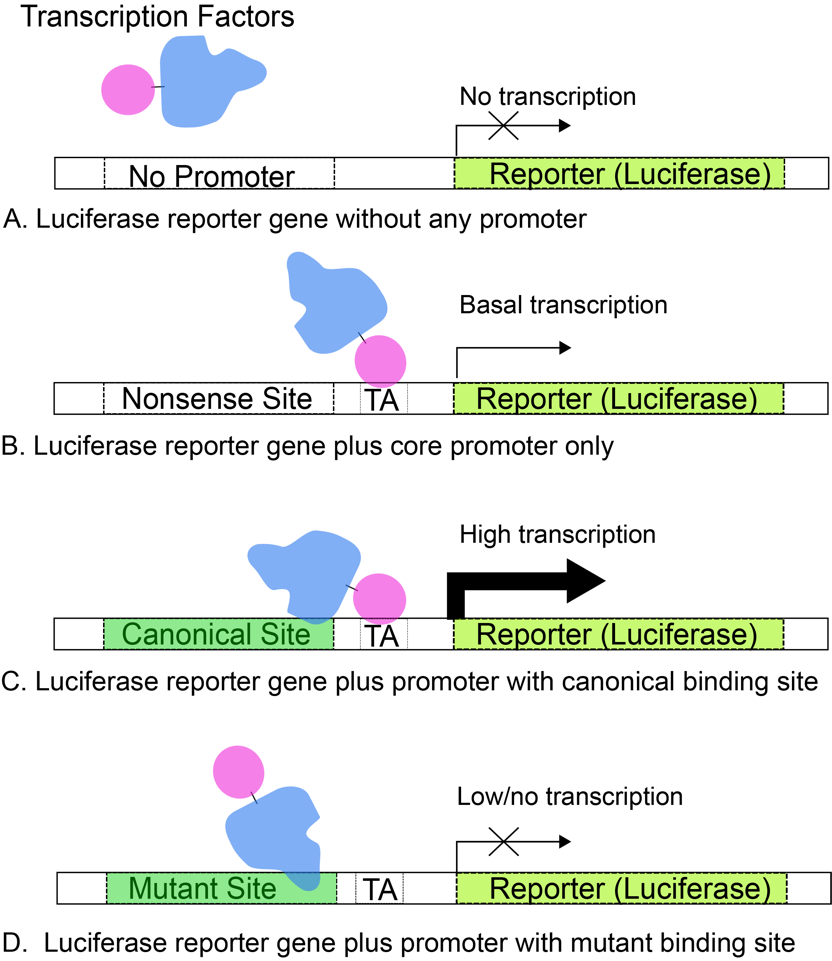 Transcription Factors
No transcription
No Promoter
Reporter (Luciferase)
A. Luciferase reporter gene without any promoter
Basal transcription
Nonsense Site
TA
Reporter (Luciferase)
B. Luciferase reporter gene plus core promoter only
High transcription
Canonical Site
TA
Reporter (Luciferase)
C. Luciferase reporter gene plus promoter with canonical binding site
Low/no transcription
Mutant Site
TA
Reporter (Luciferase)
D. Luciferase reporter gene plus promoter with mutant binding site